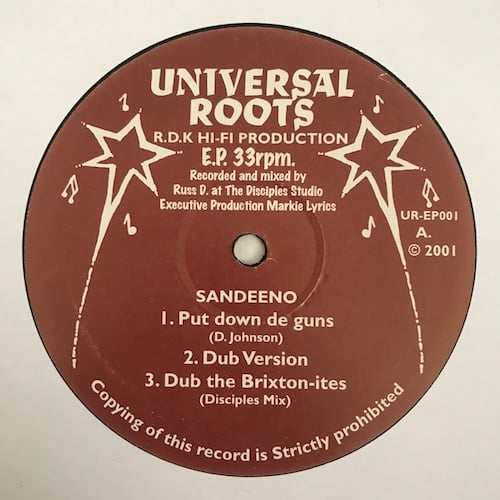 UNIVERSAL
ROOTS
R.D.K HI-FI PRODUCTION
E.P. 33rpm.
Recorded and mixed by
Russ D. at The Disciples Studio
Executive Production Markie Lyrics
UR-EP001
A.
© 2001
SANDEENO
1. Put down de guns
(D. Johnson)
2. Dub Version
3. Dub the Brixton-ites
(Disciples Mix)
Copying of this record is Strictly prohibited